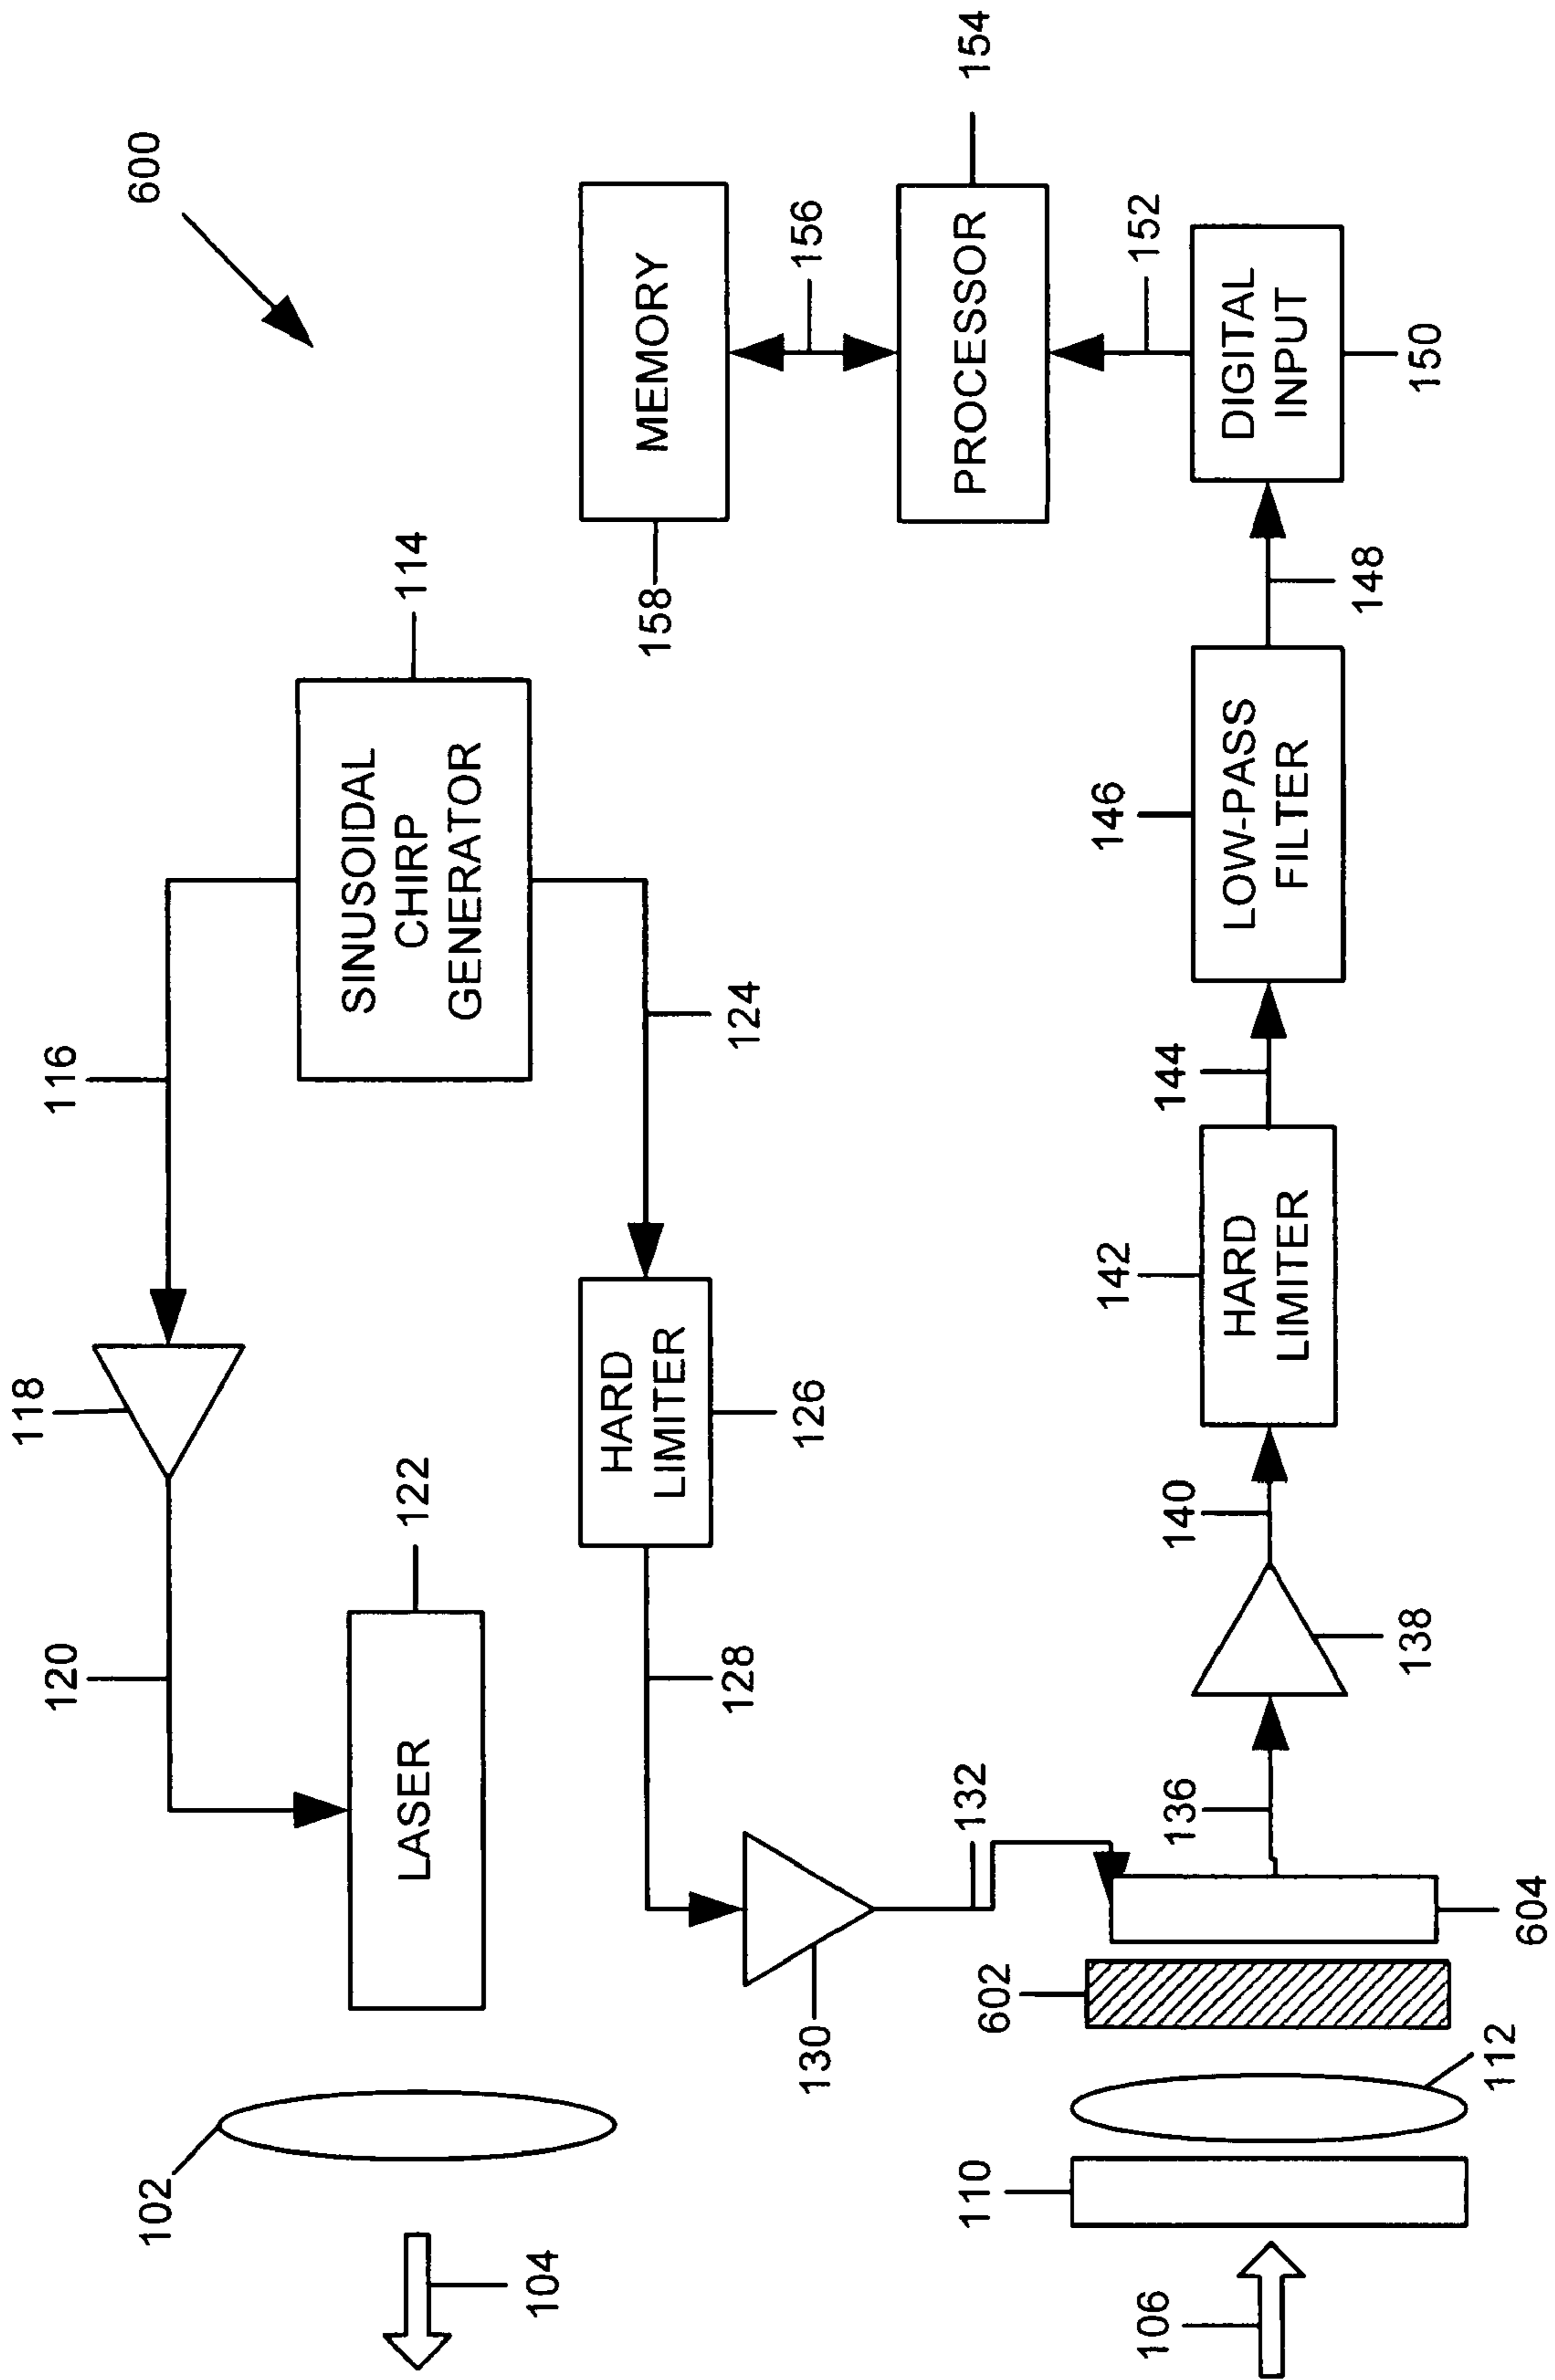 600
116
118
120
SINUSOIDAL
CHIRP
GENERATOR
114
LASER
122
102
104
124
HARD
LIMITER
126
128
130
132
MEMORY
158
156
PROCESSOR
154
152
DIGITAL
INPUT
150
148
LOW-PASS
FILTER
146
144
HARD
LIMITER
142
140
138
136
604
602
112
110
106